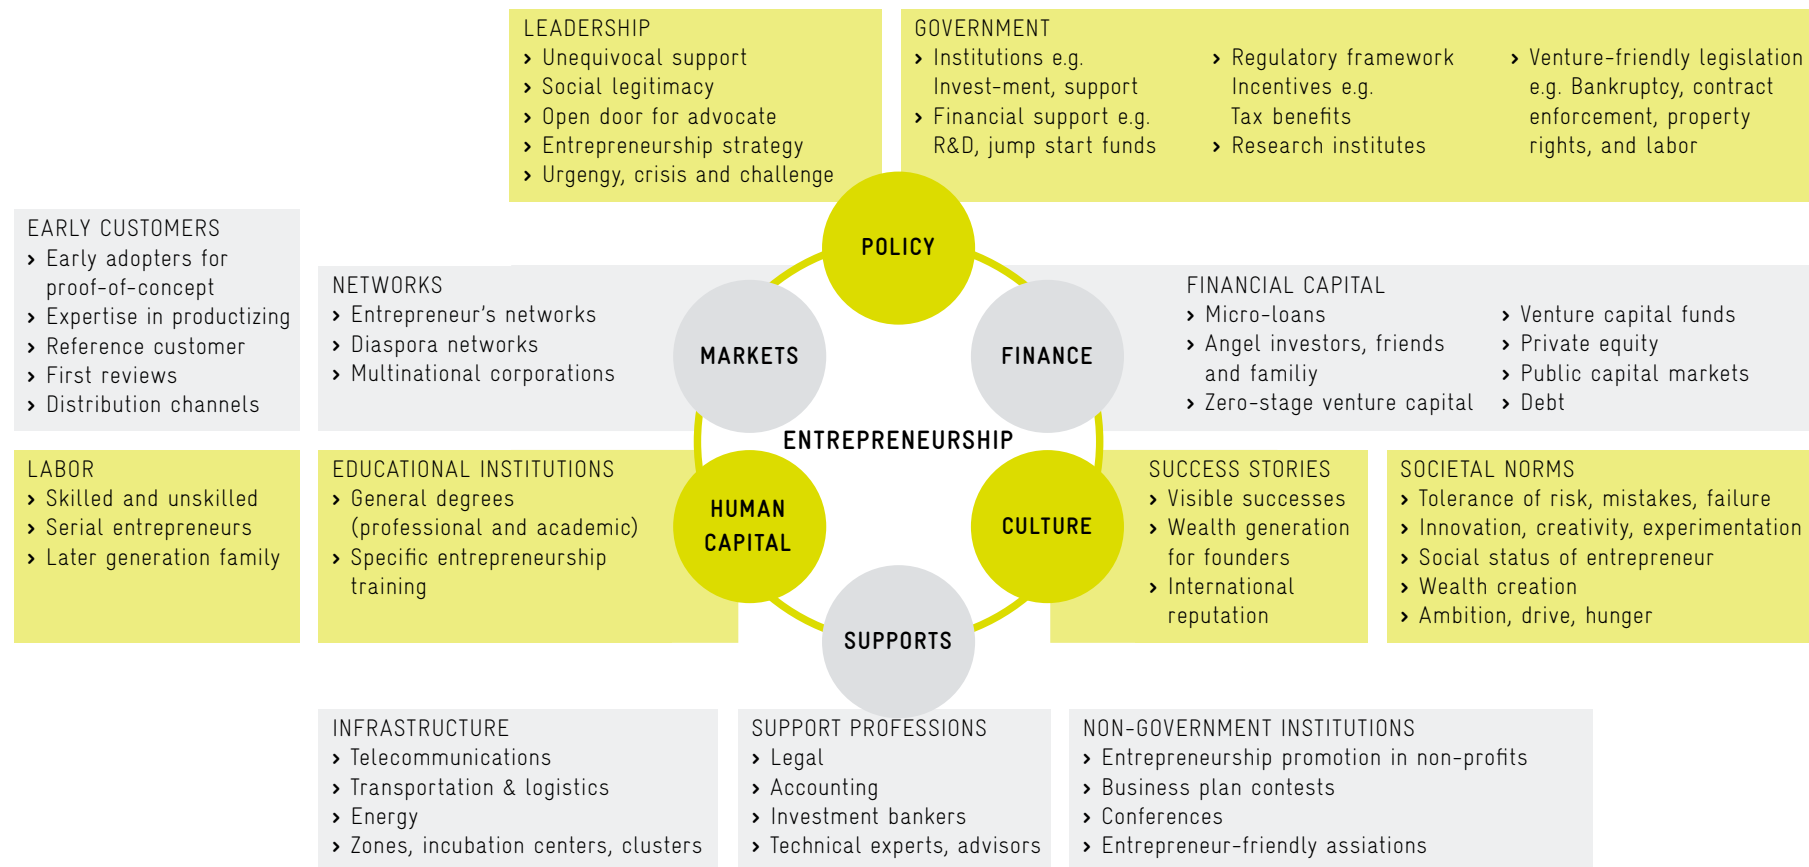 LEADERSHIP
› Unequivocal support
› Social legitimacy
› Open door for advocate
› Entrepreneurship strategy
› Urgengy, crisis and challenge
GOVERNMENT
› Institutions e.g.
Invest-ment, support
› Financial support e.g.
R&D, jump start funds
› Regulatory framework
Incentives e.g.
Tax benefits
› Research institutes
› Venture-friendly legislation
e.g. Bankruptcy, contract
enforcement, property
rights, and labor
POLICY
EARLY CUSTOMERS
› Early adopters for
proof-of-concept
› Expertise in productizing
› Reference customer
› First reviews
› Distribution channels
NETWORKS
› Entrepreneur's networks
› Diaspora networks
› Multinational corporations
MARKETS
FINANCE
FINANCIAL CAPITAL
› Micro-loans
› Angel investors, friends
and familiy
› Zero-stage venture capital
› Venture capital funds
› Private equity
› Public capital markets
› Debt
ENTREPRENEURSHIP
LABOR
› Skilled and unskilled
› Serial entrepreneurs
› Later generation family
EDUCATIONAL INSTITUTIONS
› General degrees
(professional and academic)
› Specific entrepreneurship
training
HUMAN
CAPITAL
CULTURE
SUCCESS STORIES
› Visible successes
› Wealth generation
for founders
› International
reputation
SOCIETAL NORMS
› Tolerance of risk, mistakes, failure
› Innovation, creativity, experimentation
› Social status of entrepreneur
› Wealth creation
› Ambition, drive, hunger
SUPPORTS
INFRASTRUCTURE
› Telecommunications
› Transportation & logistics
› Energy
› Zones, incubation centers, clusters
SUPPORT PROFESSIONS
› Legal
› Accounting
› Investment bankers
› Technical experts, advisors
NON-GOVERNMENT INSTITUTIONS
› Entrepreneurship promotion in non-profits
› Business plan contests
› Conferences
› Entrepreneur-friendly assiations